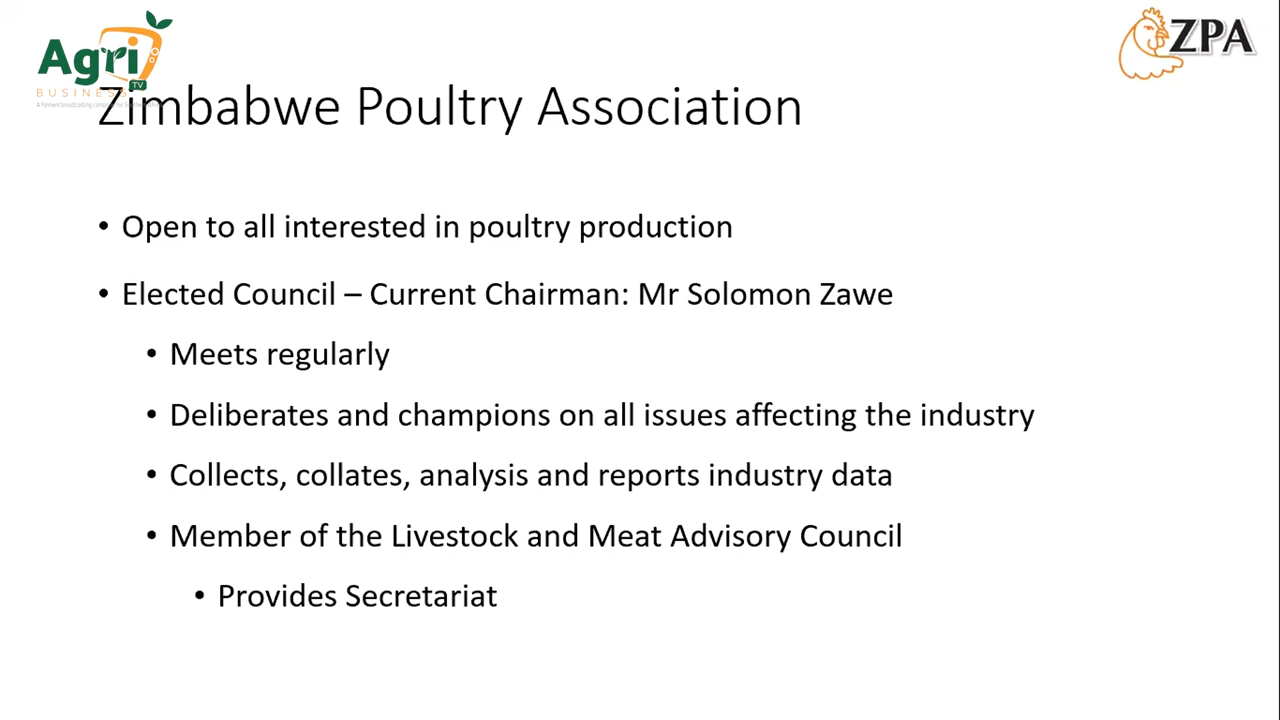 Agri
TV
BUSINESS
ZPA
Zimbabwe Poultry Association
• Open to all interested in poultry production
• Elected Council – Current Chairman: Mr Solomon Zawe
• Meets regularly
• Deliberates and champions on all issues affecting the industry
• Collects, collates, analysis and reports industry data
• Member of the Livestock and Meat Advisory Council
• Provides Secretariat